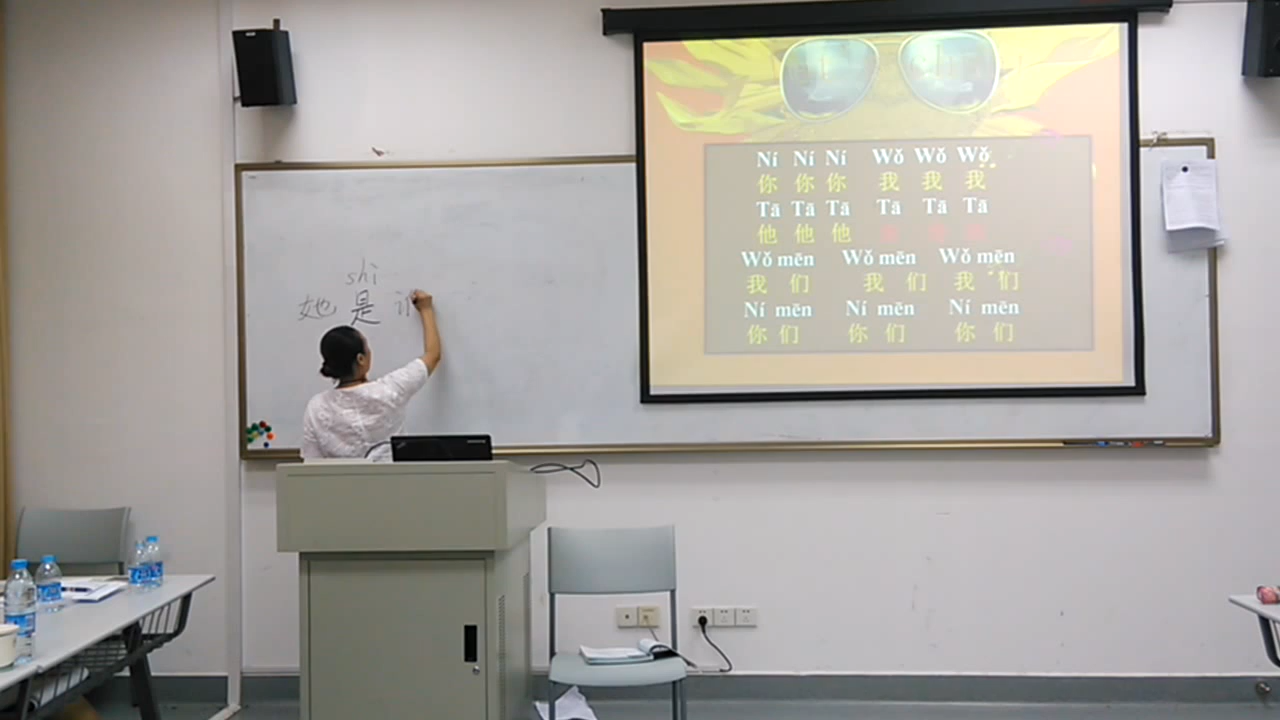 shì
她 是
Ní Ní Ní Wǒ Wǒ Wǒ
你 你 你 我 我 我
Tā Tā Tā Tā Tā Tā
他 他 他
Wǒ mēn Wǒ mēn Wǒ mēn
我 们 我 们 我 们
Ní mēn Ní mēn Ní mēn
你 们 你 们 你 们